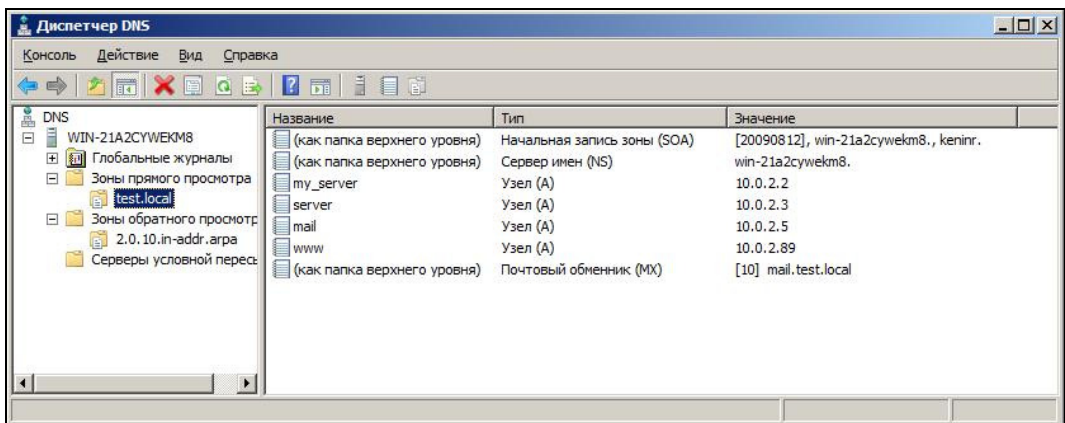 Диспетчер DNS
Консоль Действие Вид Справка
DNS
WIN-21A2CYWEKM8
Глобальные журналы
Зоны прямого просмотра
test.local
Зоны обратного просмотр
2.0.10.in-addr.arpa
Серверы условной пересь
Название Тип Значение
(как папка верхнего уровня) Начальная запись зоны (SOA) [20090812], win-21a2cywekm8., keninr.
(как папка верхнего уровня) Сервер имен (NS) win-21a2cywekm8.
my_server Узел (A) 10.0.2.2
server Узел (A) 10.0.2.3
mail Узел (A) 10.0.2.5
www Узел (A) 10.0.2.89
(как папка верхнего уровня) Почтовый обменник (MX) [10] mail.test.local